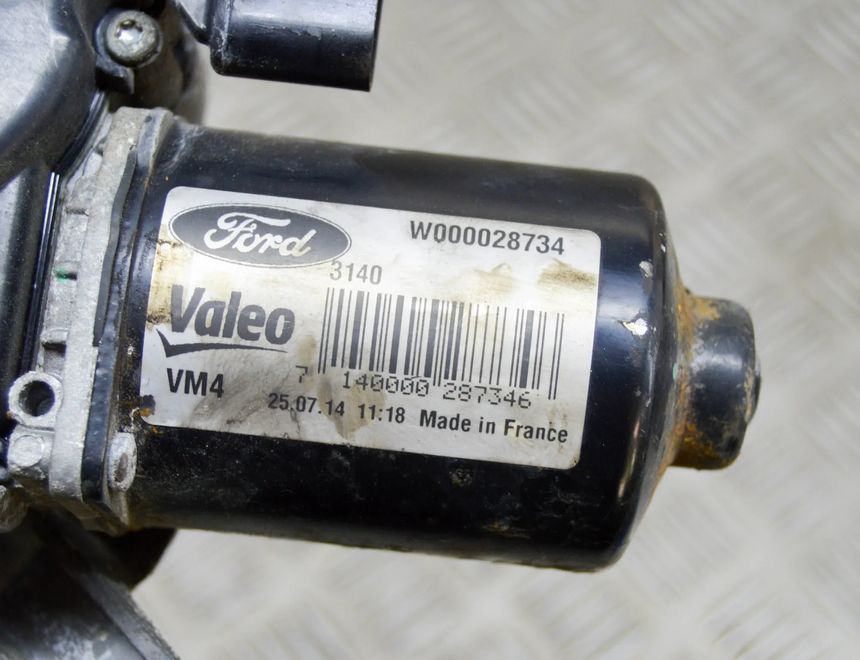 Ford
W000028734
3140
Valeo
7 140000 287346
VM4
25.07.14 11:18 Made in France